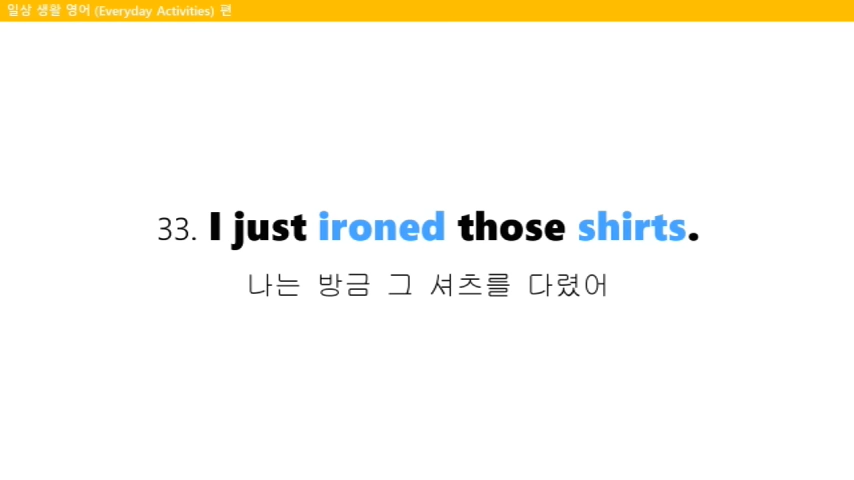 일상 생활 영어 (Everyday Activities) 편
33. I just ironed those shirts.
나는 방금 그 셔츠를 다렸어